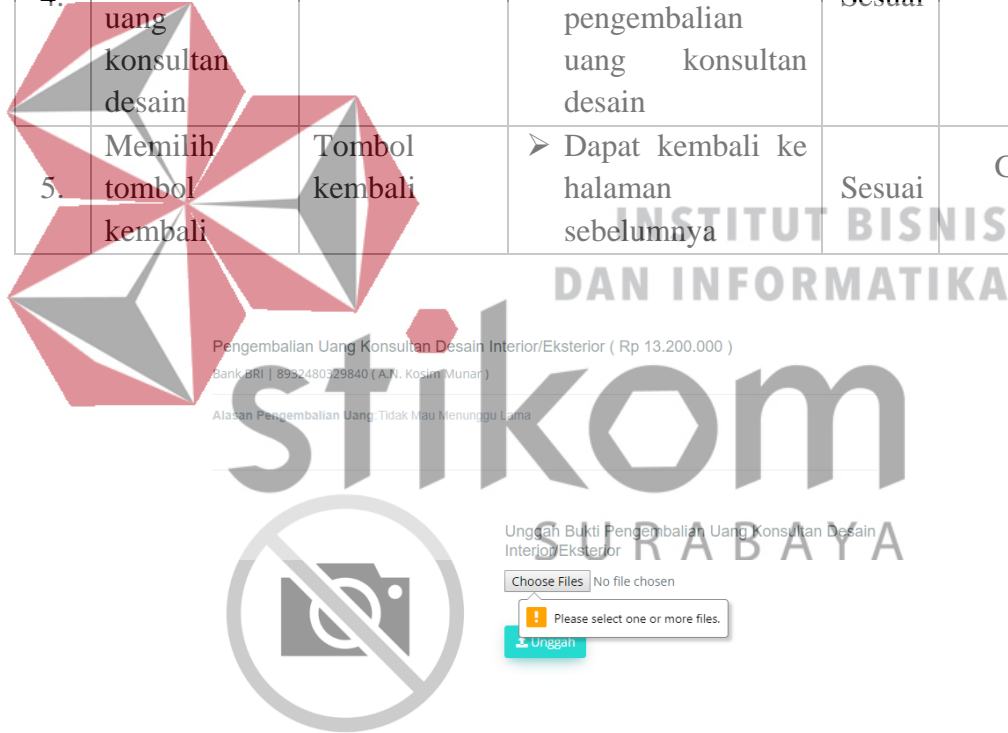 4.
uang
konsultan
desain
pengembalian
uang konsultan
desain
Sesuai
5.
Memilih
tombol
kembali
Tombol
kembali
➢ Dapat kembali ke
halaman
sebelumnya
Sesuai
INSTITUT BISNIS
DAN INFORMATIKA
stikom
SURABAYA
Pengembalian Uang Konsultan Desain Interior/Eksterior ( Rp 13.200.000 )
Bank BRI | 8932480329840 ( A.N. Kosim Munar )
Alasan Pengembalian Uang: Tidak Mau Menunggu Lama
Unggah Bukti Pengembalian Uang Konsultan Desain
Interior/Eksterior
Choose Files No file chosen
Please select one or more files.
Unggah